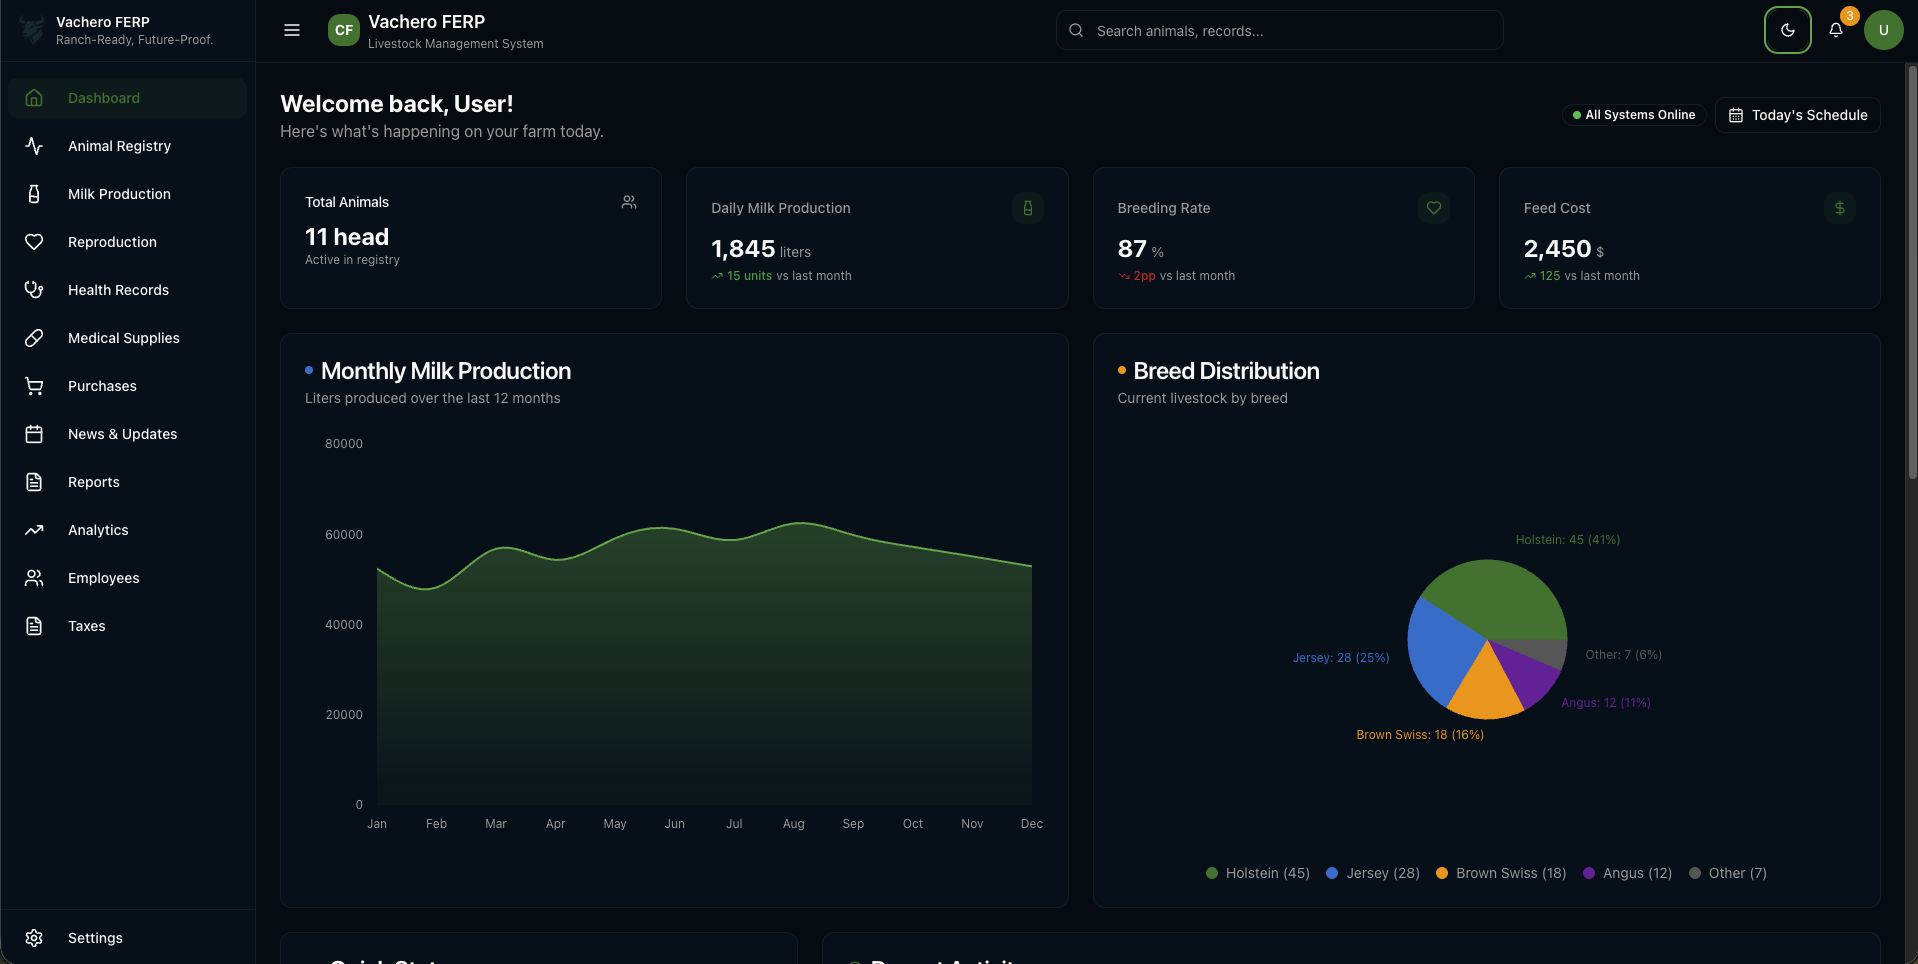 Vachero FERP
Ranch-Ready, Future-Proof.
Dashboard
Animal Registry
Milk Production
Reproduction
Health Records
Medical Supplies
Purchases
News & Updates
Reports
Analytics
Employees
Taxes
Settings
CF
Vachero FERP
Livestock Management System
Search animals, records...
3
U
Welcome back, User!
Here's what's happening on your farm today.
All Systems Online
Today's Schedule
Total Animals
11 head
Active in registry
Daily Milk Production
1,845 liters
15 units vs last month
Breeding Rate
87 %
2pp vs last month
Feed Cost
2,450 $
125 vs last month
Monthly Milk Production
Liters produced over the last 12 months
80000
60000
40000
20000
0
Jan Feb Mar Apr May Jun Jul Aug Sep Oct Nov Dec
Breed Distribution
Current livestock by breed
Holstein: 45 (41%)
Other: 7 (6%)
Jersey: 28 (25%)
Angus: 12 (11%)
Brown Swiss: 18 (16%)
Holstein (45) Jersey (28) Brown Swiss (18) Angus (12) Other (7)